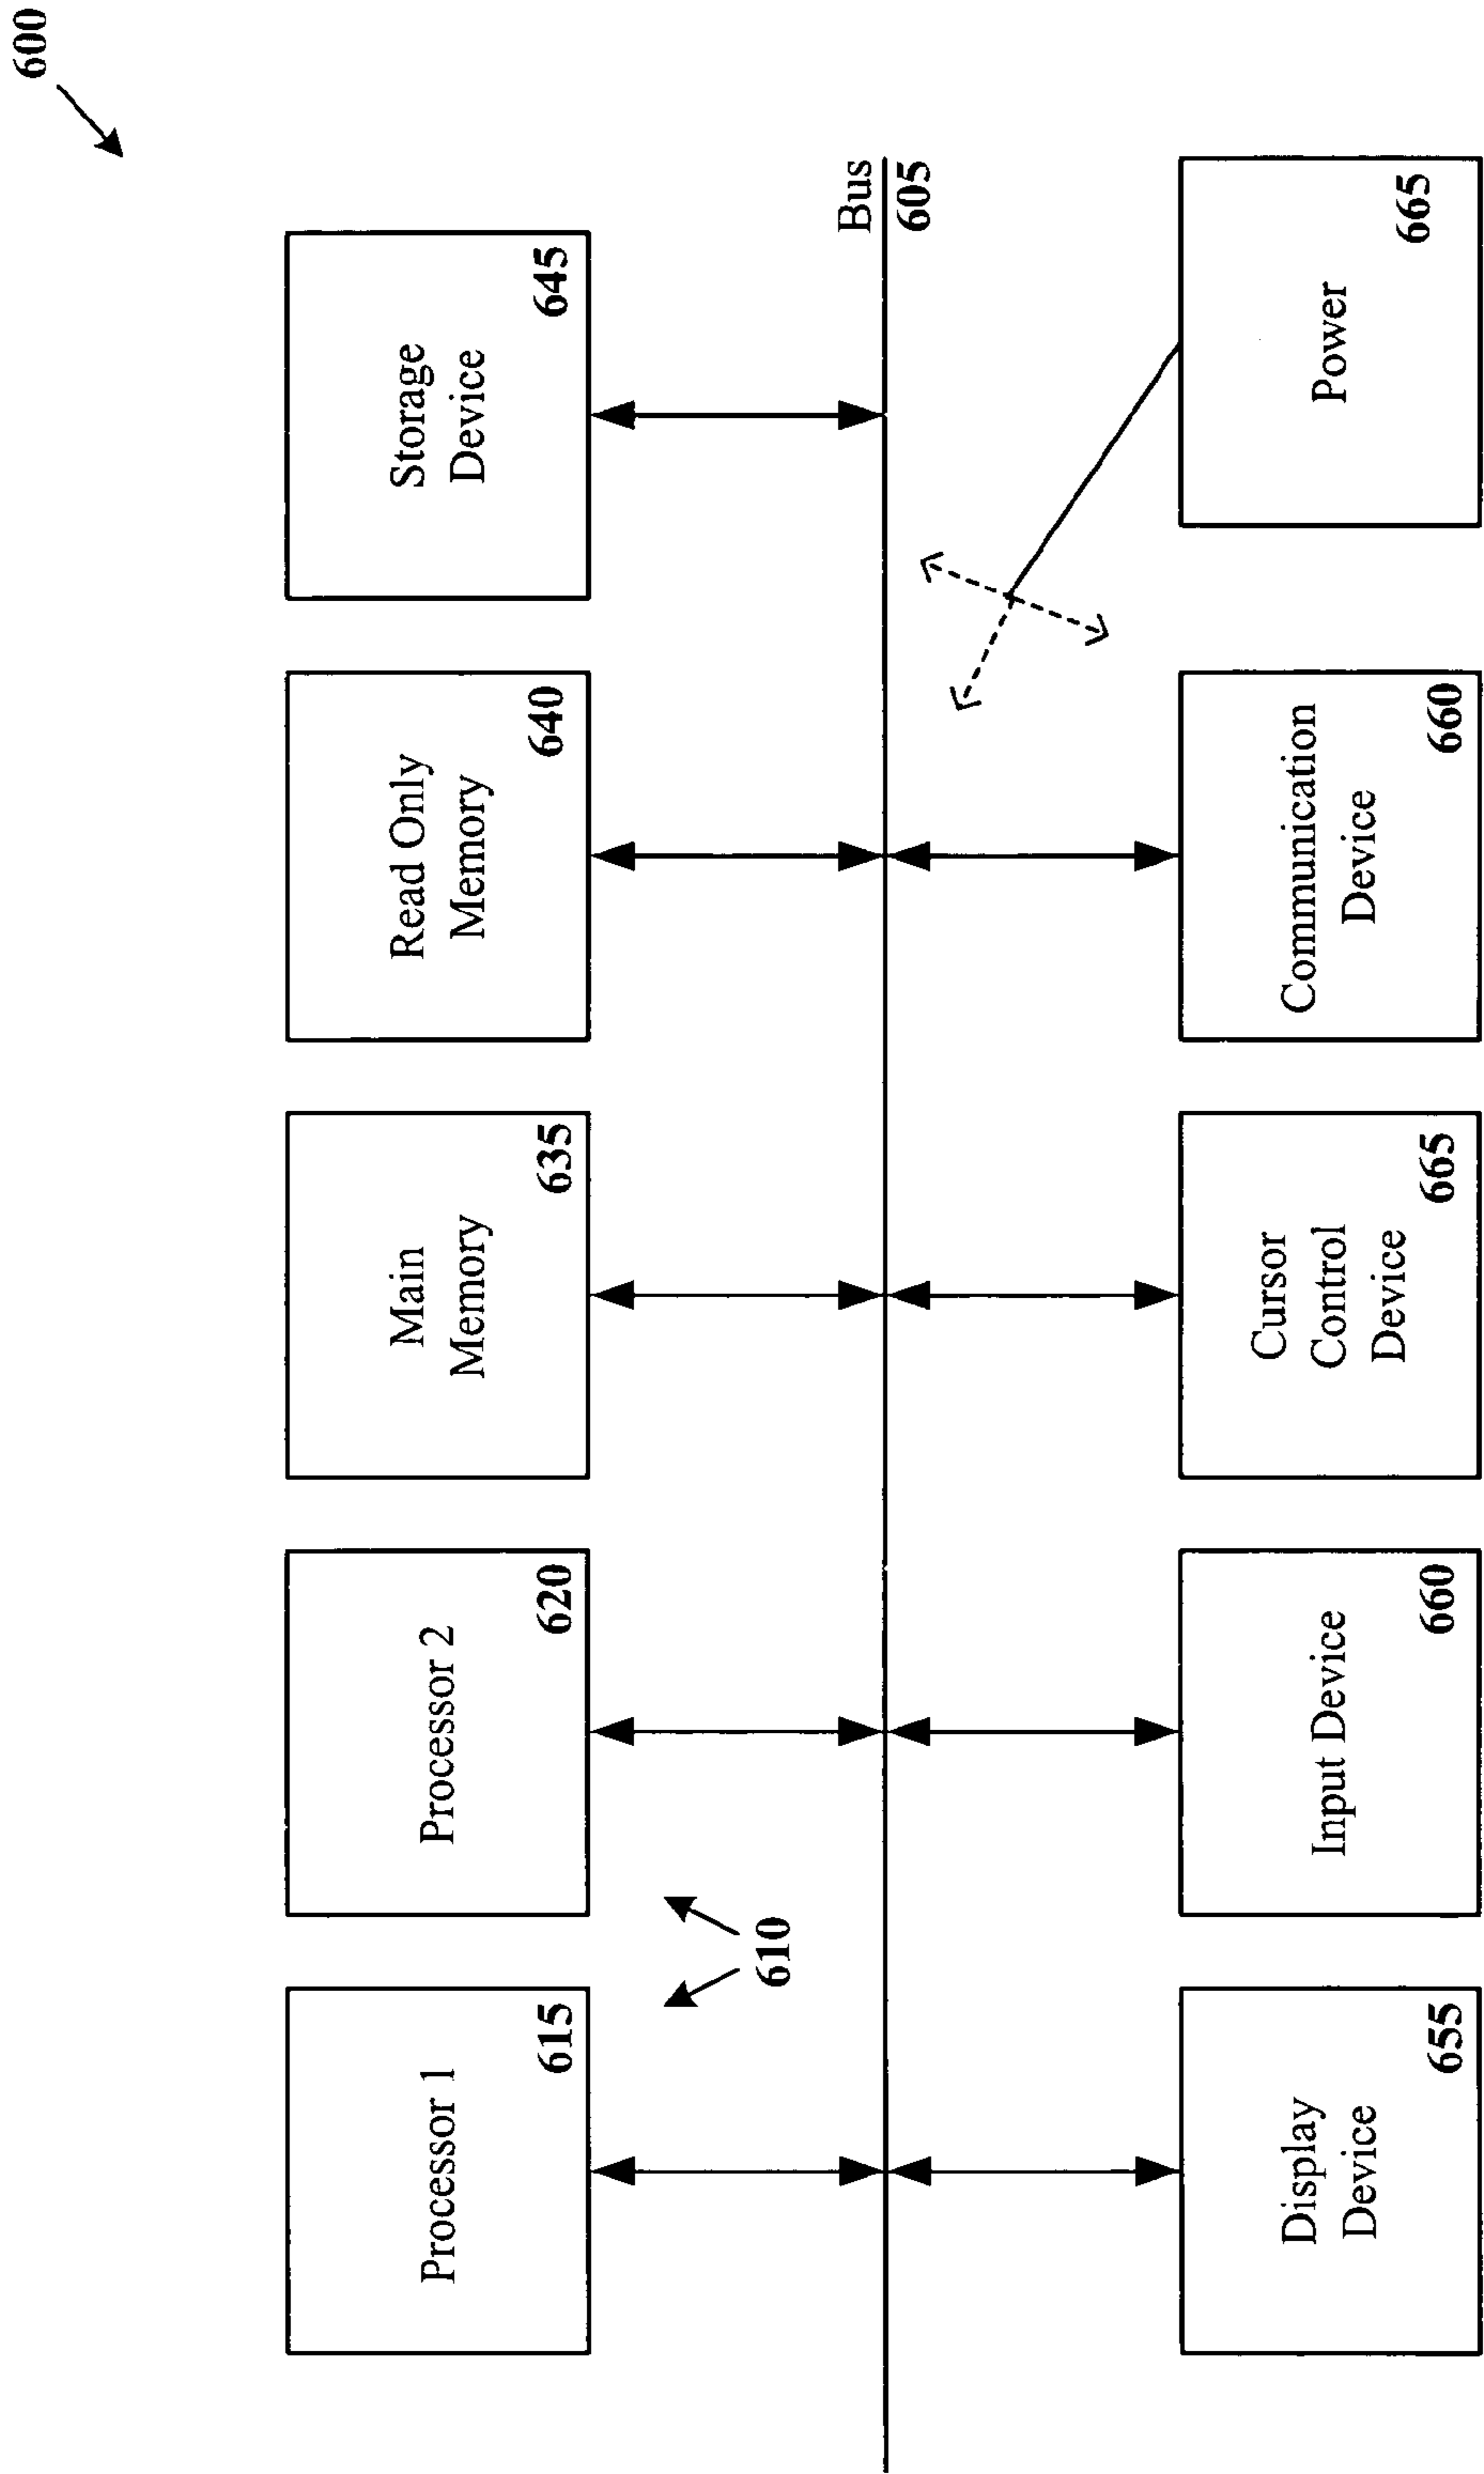 600
Processor 1
615
Processor 2
620
Main
Memory
635
Read Only
Memory
640
Storage
Device
645
610
Bus
605
Display
Device
655
Input Device
660
Cursor
Control
Device
665
Communication
Device
660
Power
665